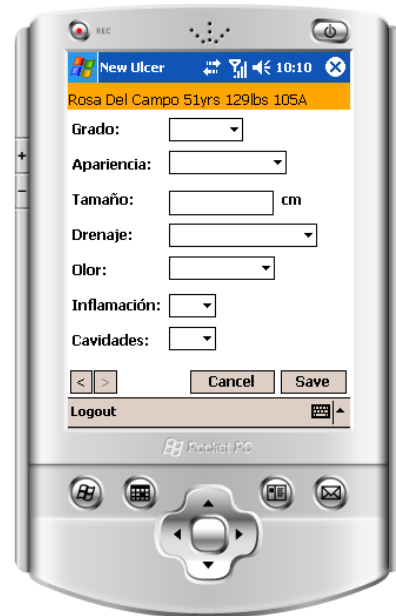 REC
New Ulcer 10:10
Rosa Del Campo 51yrs 129lbs 105A
Grado:
Apariencia:
Tamaño: cm
Drenaje:
Olor:
Inflamación:
Cavidades:
< > Cancel Save
Logout
Pocket PC